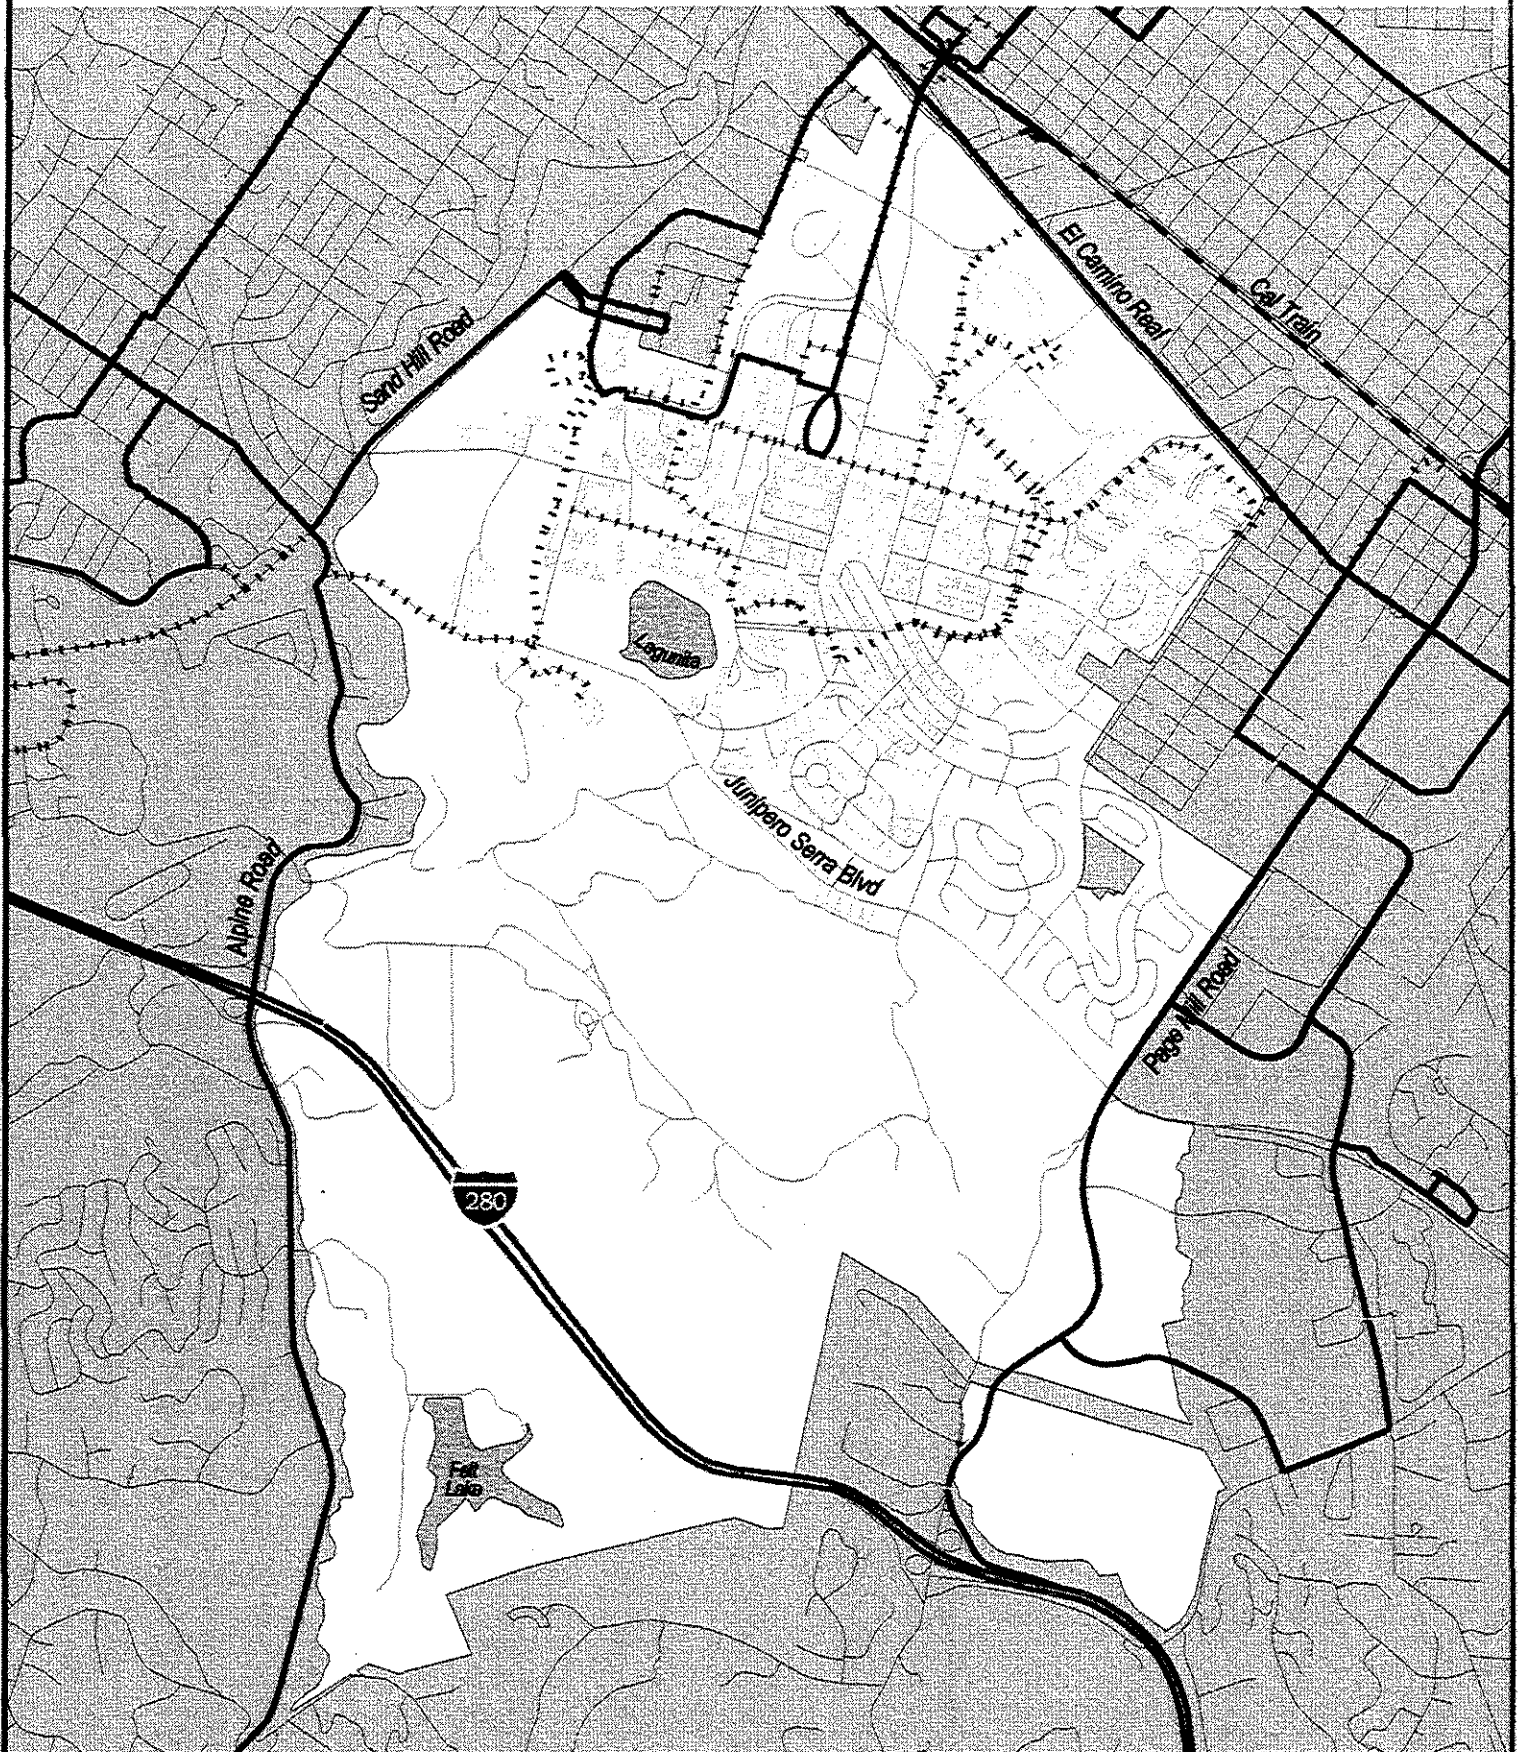 El Camino Real
Cal Train
Sand Hill Road
Lagunita
Junipero Serra Blvd
Alpine Road
Page Mill Road
280
Felt
Lake